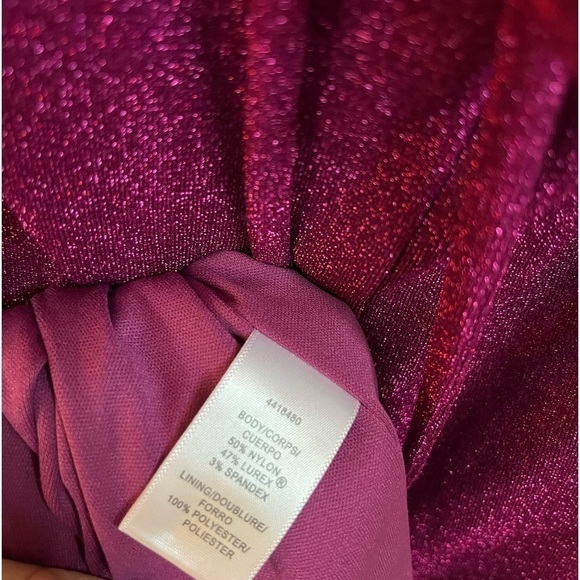 4418480
BODY/CORPS/
CUERPO
50% NYLON
47% LUREX®
3% SPANDEX
LINING/DOUBLURE/
FORRO
100% POLYESTER/
POLIESTER